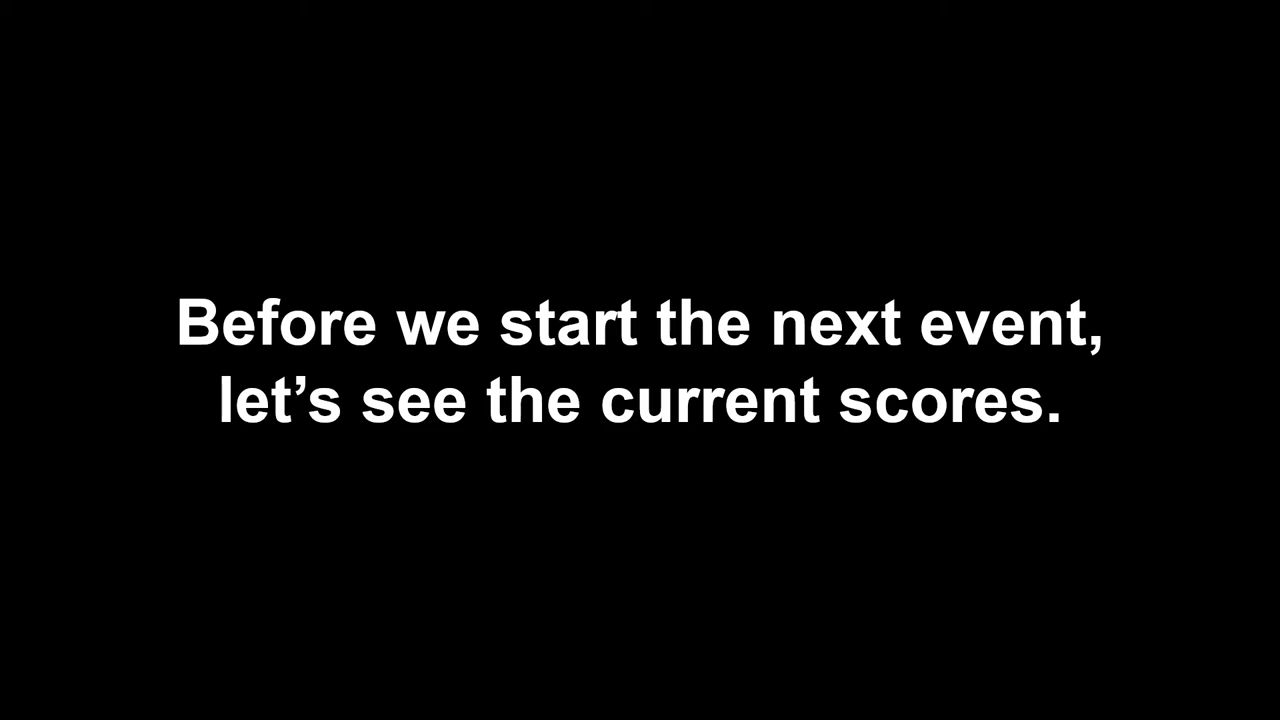 Before we start the next event,
let’s see the current scores.